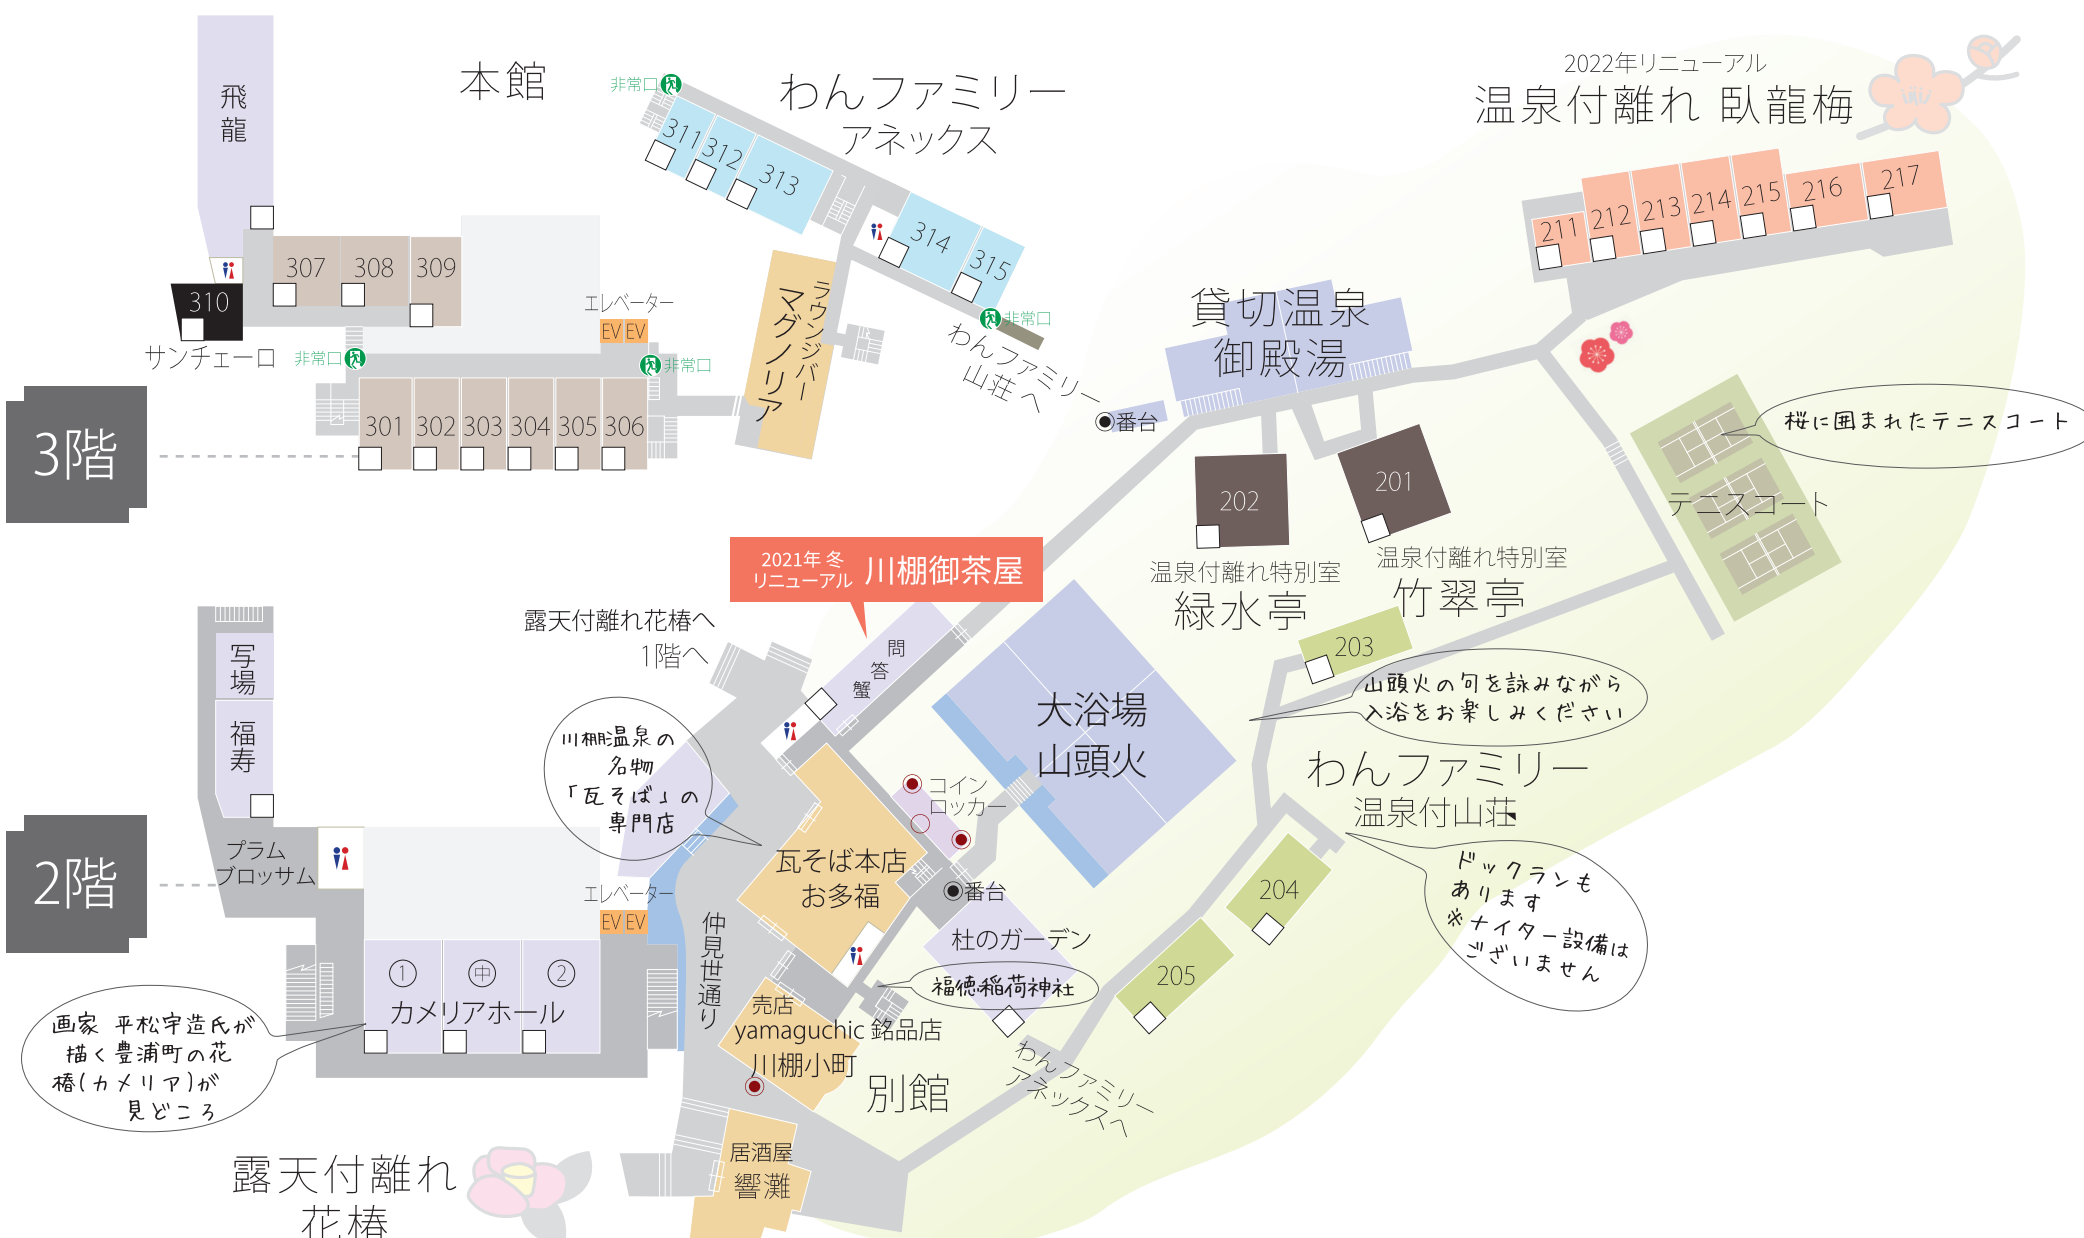 本館
飛龍
307
308
309
310
サンチェーロ
非常口
エレベーター
EV EV
非常口
301
302
303
304
305
306
3階
非常口
わんファミリー
アネックス
311
312
313
314
315
非常口
ラウンジバー
マグノリア
わんファミリー
山荘 へ
2022年リニューアル
温泉付離れ 臥龍梅
211
212
213
214
215
216
217
貸切温泉
御殿湯
番台
桜に囲まれたテニスコート
テニスコート
202
201
温泉付離れ特別室
緑水亭
温泉付離れ特別室
竹翠亭
2021年 冬
リニューアル
川棚御茶屋
露天付離れ花椿へ
1階へ
問
答
蟹
203
山頭火の句を詠みながら
入浴をお楽しみください
大浴場
山頭火
わんファミリー
温泉付山荘
ドックランも
あります
※ナイター設備は
ございません
204
205
川棚温泉の
名物
「瓦そば」の
専門店
コイン
ロッカー
瓦そば本店
お多福
番台
杜のガーデン
福徳稲荷神社
写場
福寿
プラム
ブロッサム
2階
エレベーター
EV EV
仲見世通り
① 中 ②
カメリアホール
画家 平松宇造氏が
描く豊浦町の花
椿(カメリア)が
見どころ
売店
yamaguchic 銘品店
川棚小町
別館
わんファミリー
アネックスへ
居酒屋
響灘
露天付離れ
花椿